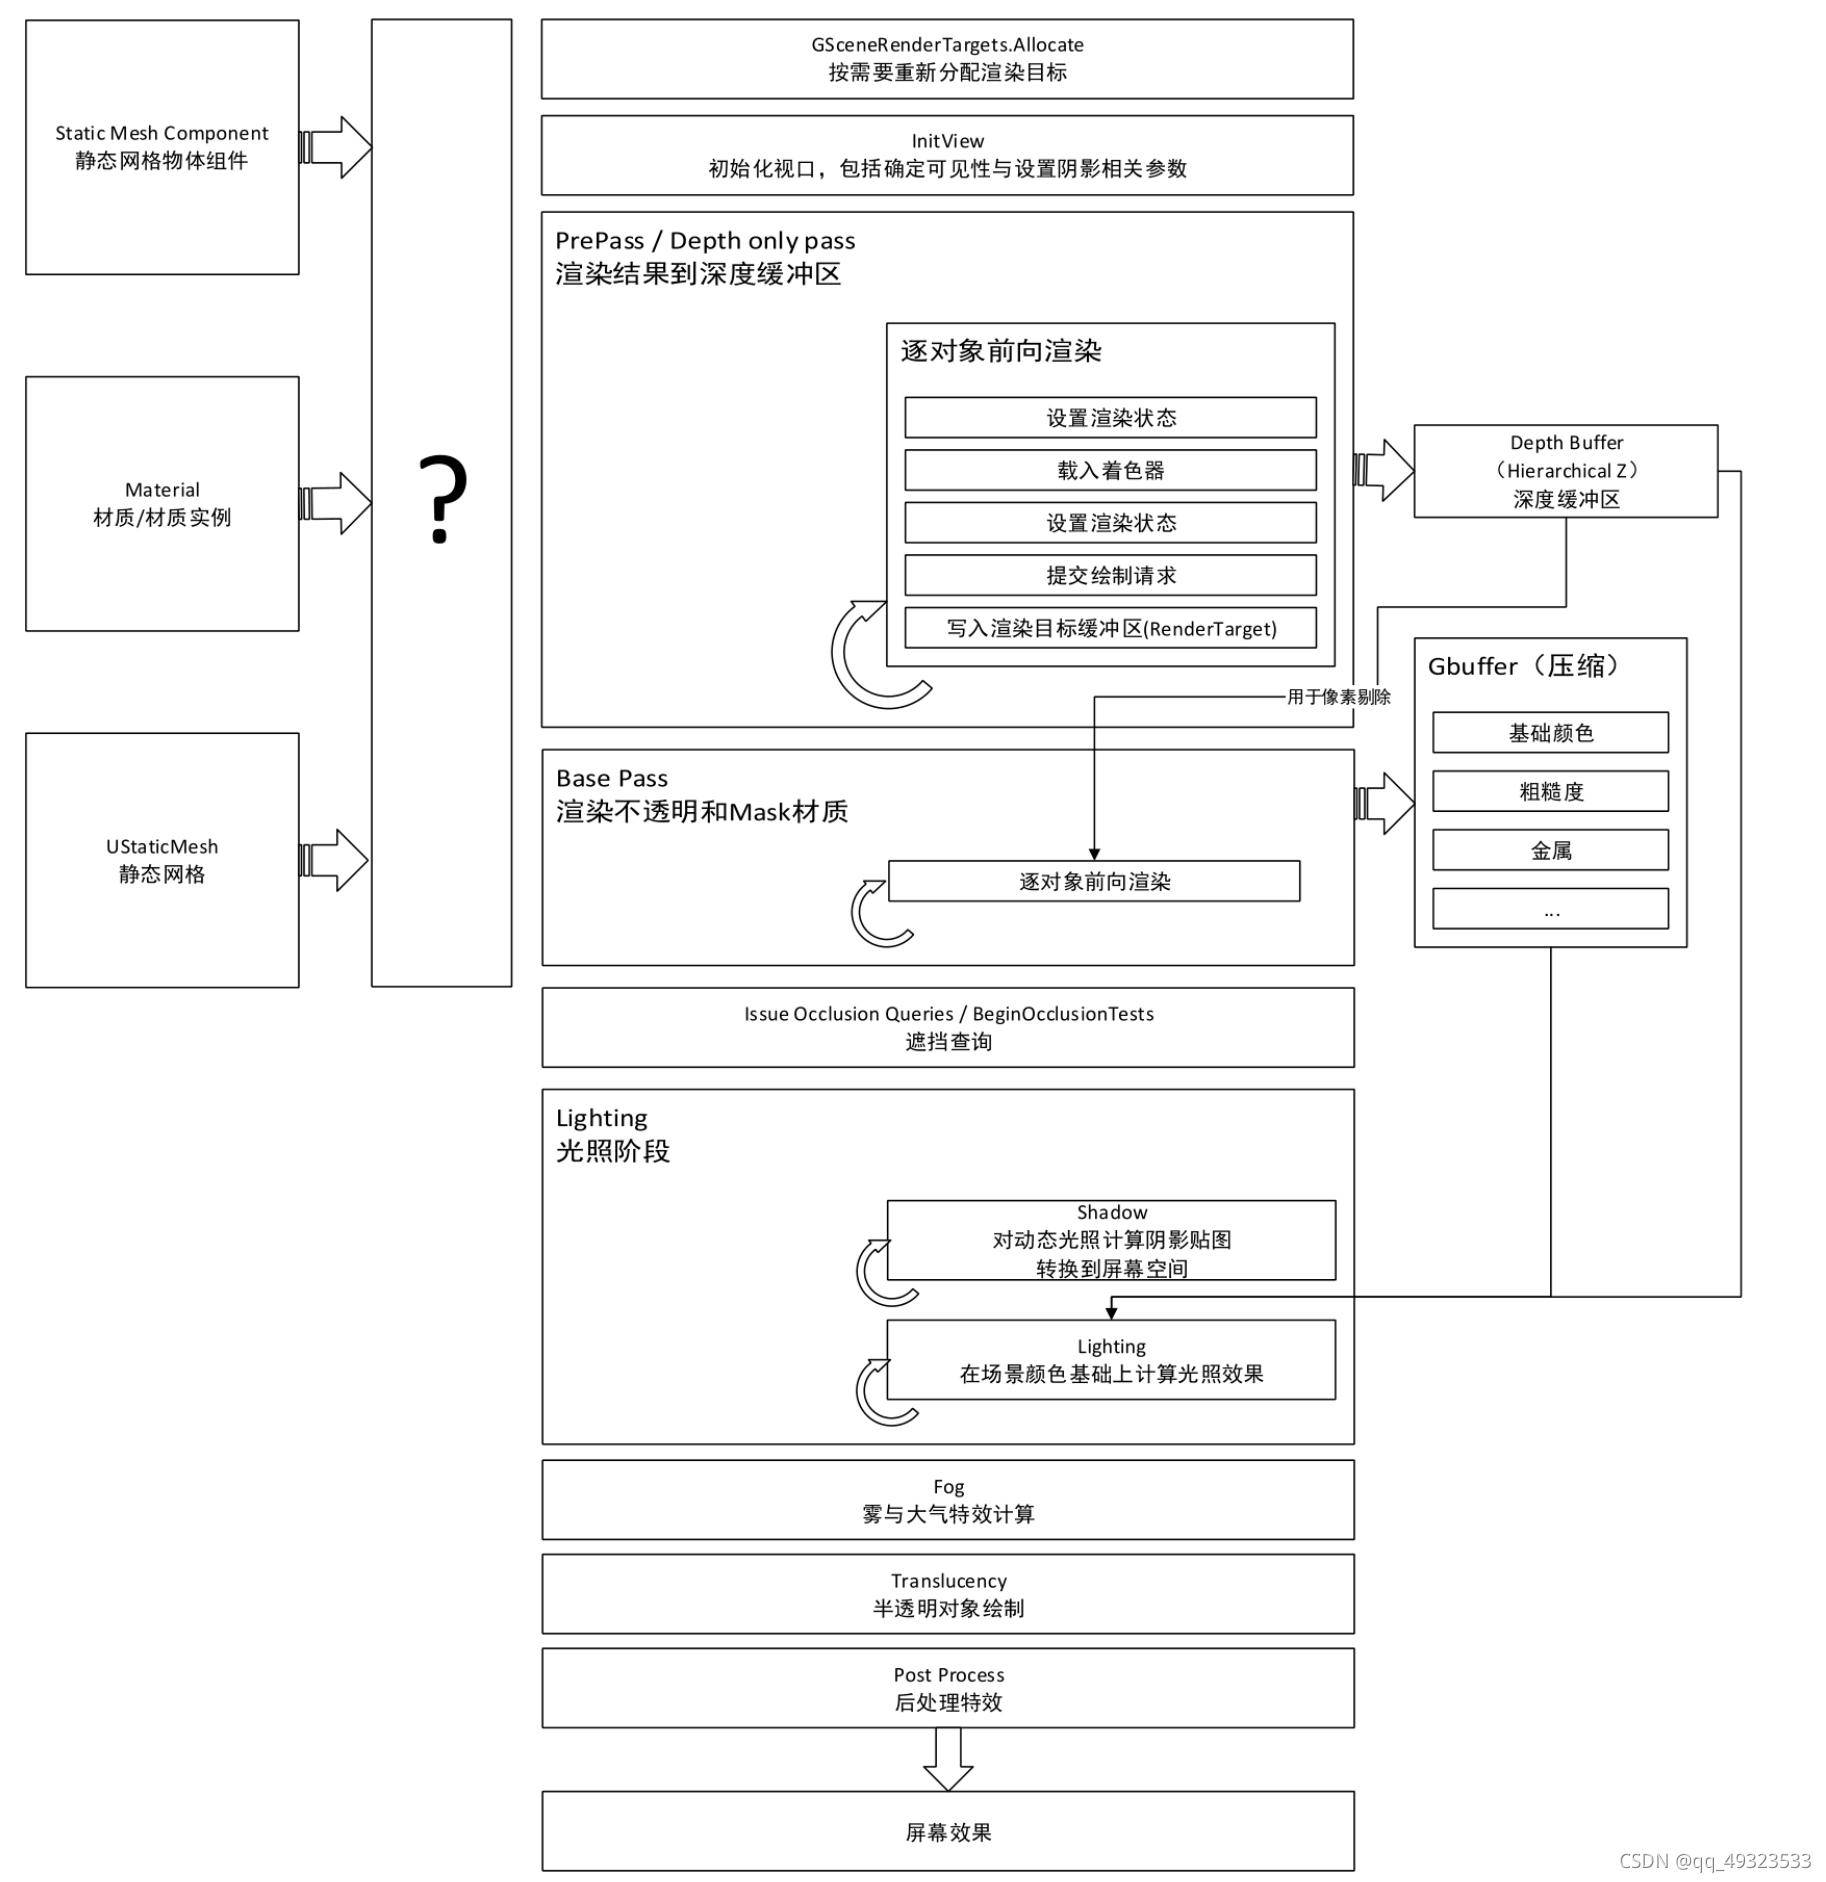 Static Mesh Component
静态网格物体组件
Material
材质/材质实例
UStaticMesh
静态网格
?
GSceneRenderTargets.Allocate
按需要重新分配渲染目标
InitView
初始化视口，包括确定可见性与设置阴影相关参数
PrePass / Depth only pass
渲染结果到深度缓冲区
逐对象前向渲染
设置渲染状态
载入着色器
设置渲染状态
提交绘制请求
写入渲染目标缓冲区(RenderTarget)
Depth Buffer
（Hierarchical Z）
深度缓冲区
用于像素剔除
Gbuffer（压缩）
基础颜色
粗糙度
金属
...
Base Pass
渲染不透明和Mask材质
逐对象前向渲染
Issue Occlusion Queries / BeginOcclusionTests
遮挡查询
Lighting
光照阶段
Shadow
对动态光照计算阴影贴图
转换到屏幕空间
Lighting
在场景颜色基础上计算光照效果
Fog
雾与大气特效计算
Translucency
半透明对象绘制
Post Process
后处理特效
屏幕效果
CSDN @qq_49323533